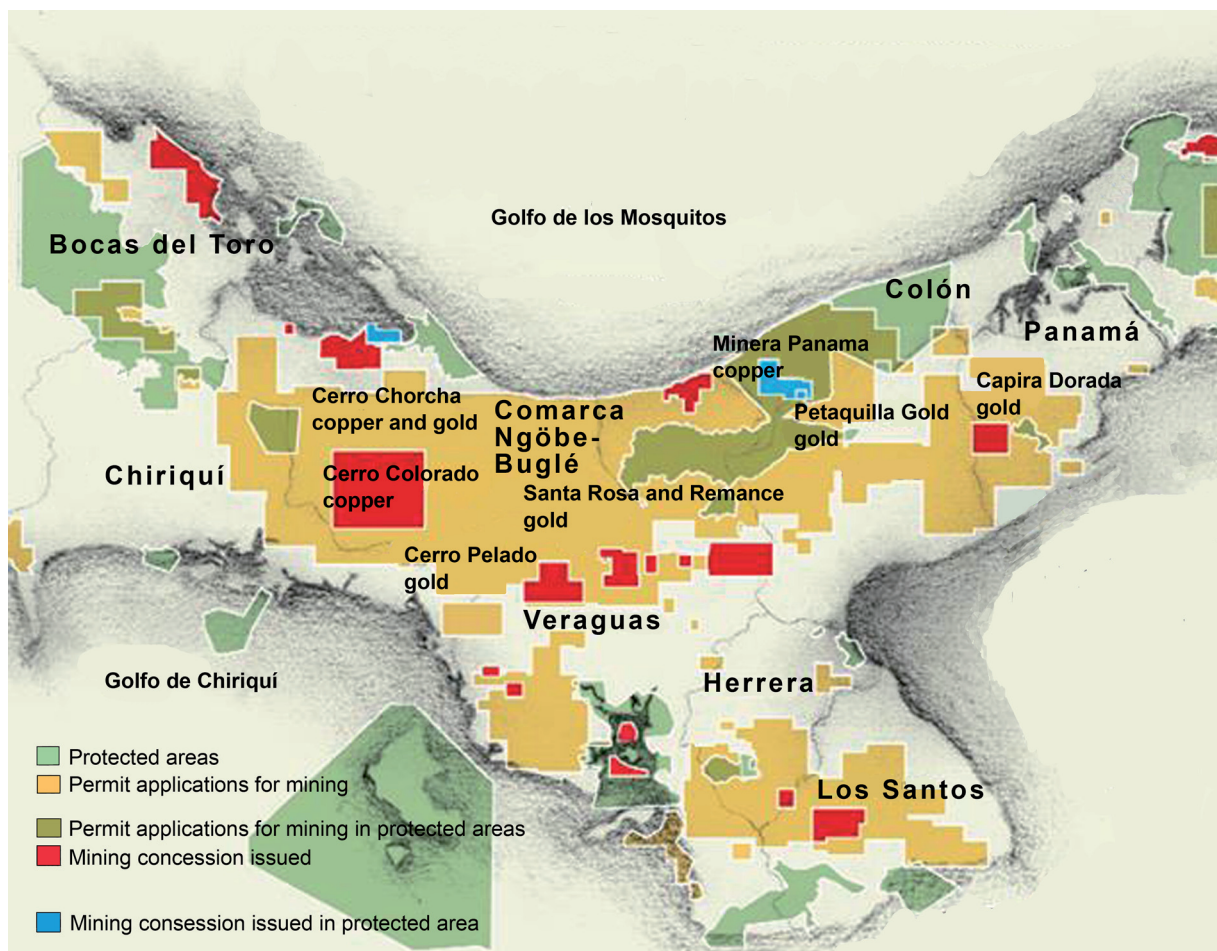 Golfo de los Mosquitos
Bocas del Toro
Colón
Panamá
Minera Panama
copper
Capira Dorada
gold
Cerro Chorcha
copper and gold
Comarca
Ngöbe-
Buglé
Petaquilla Gold
gold
Chiriquí
Cerro Colorado
copper
Santa Rosa and Remance
gold
Cerro Pelado
gold
Veraguas
Golfo de Chiriquí
Herrera
Los Santos
Protected areas
Permit applications for mining
Permit applications for mining in protected areas
Mining concession issued
Mining consession issued in protected area